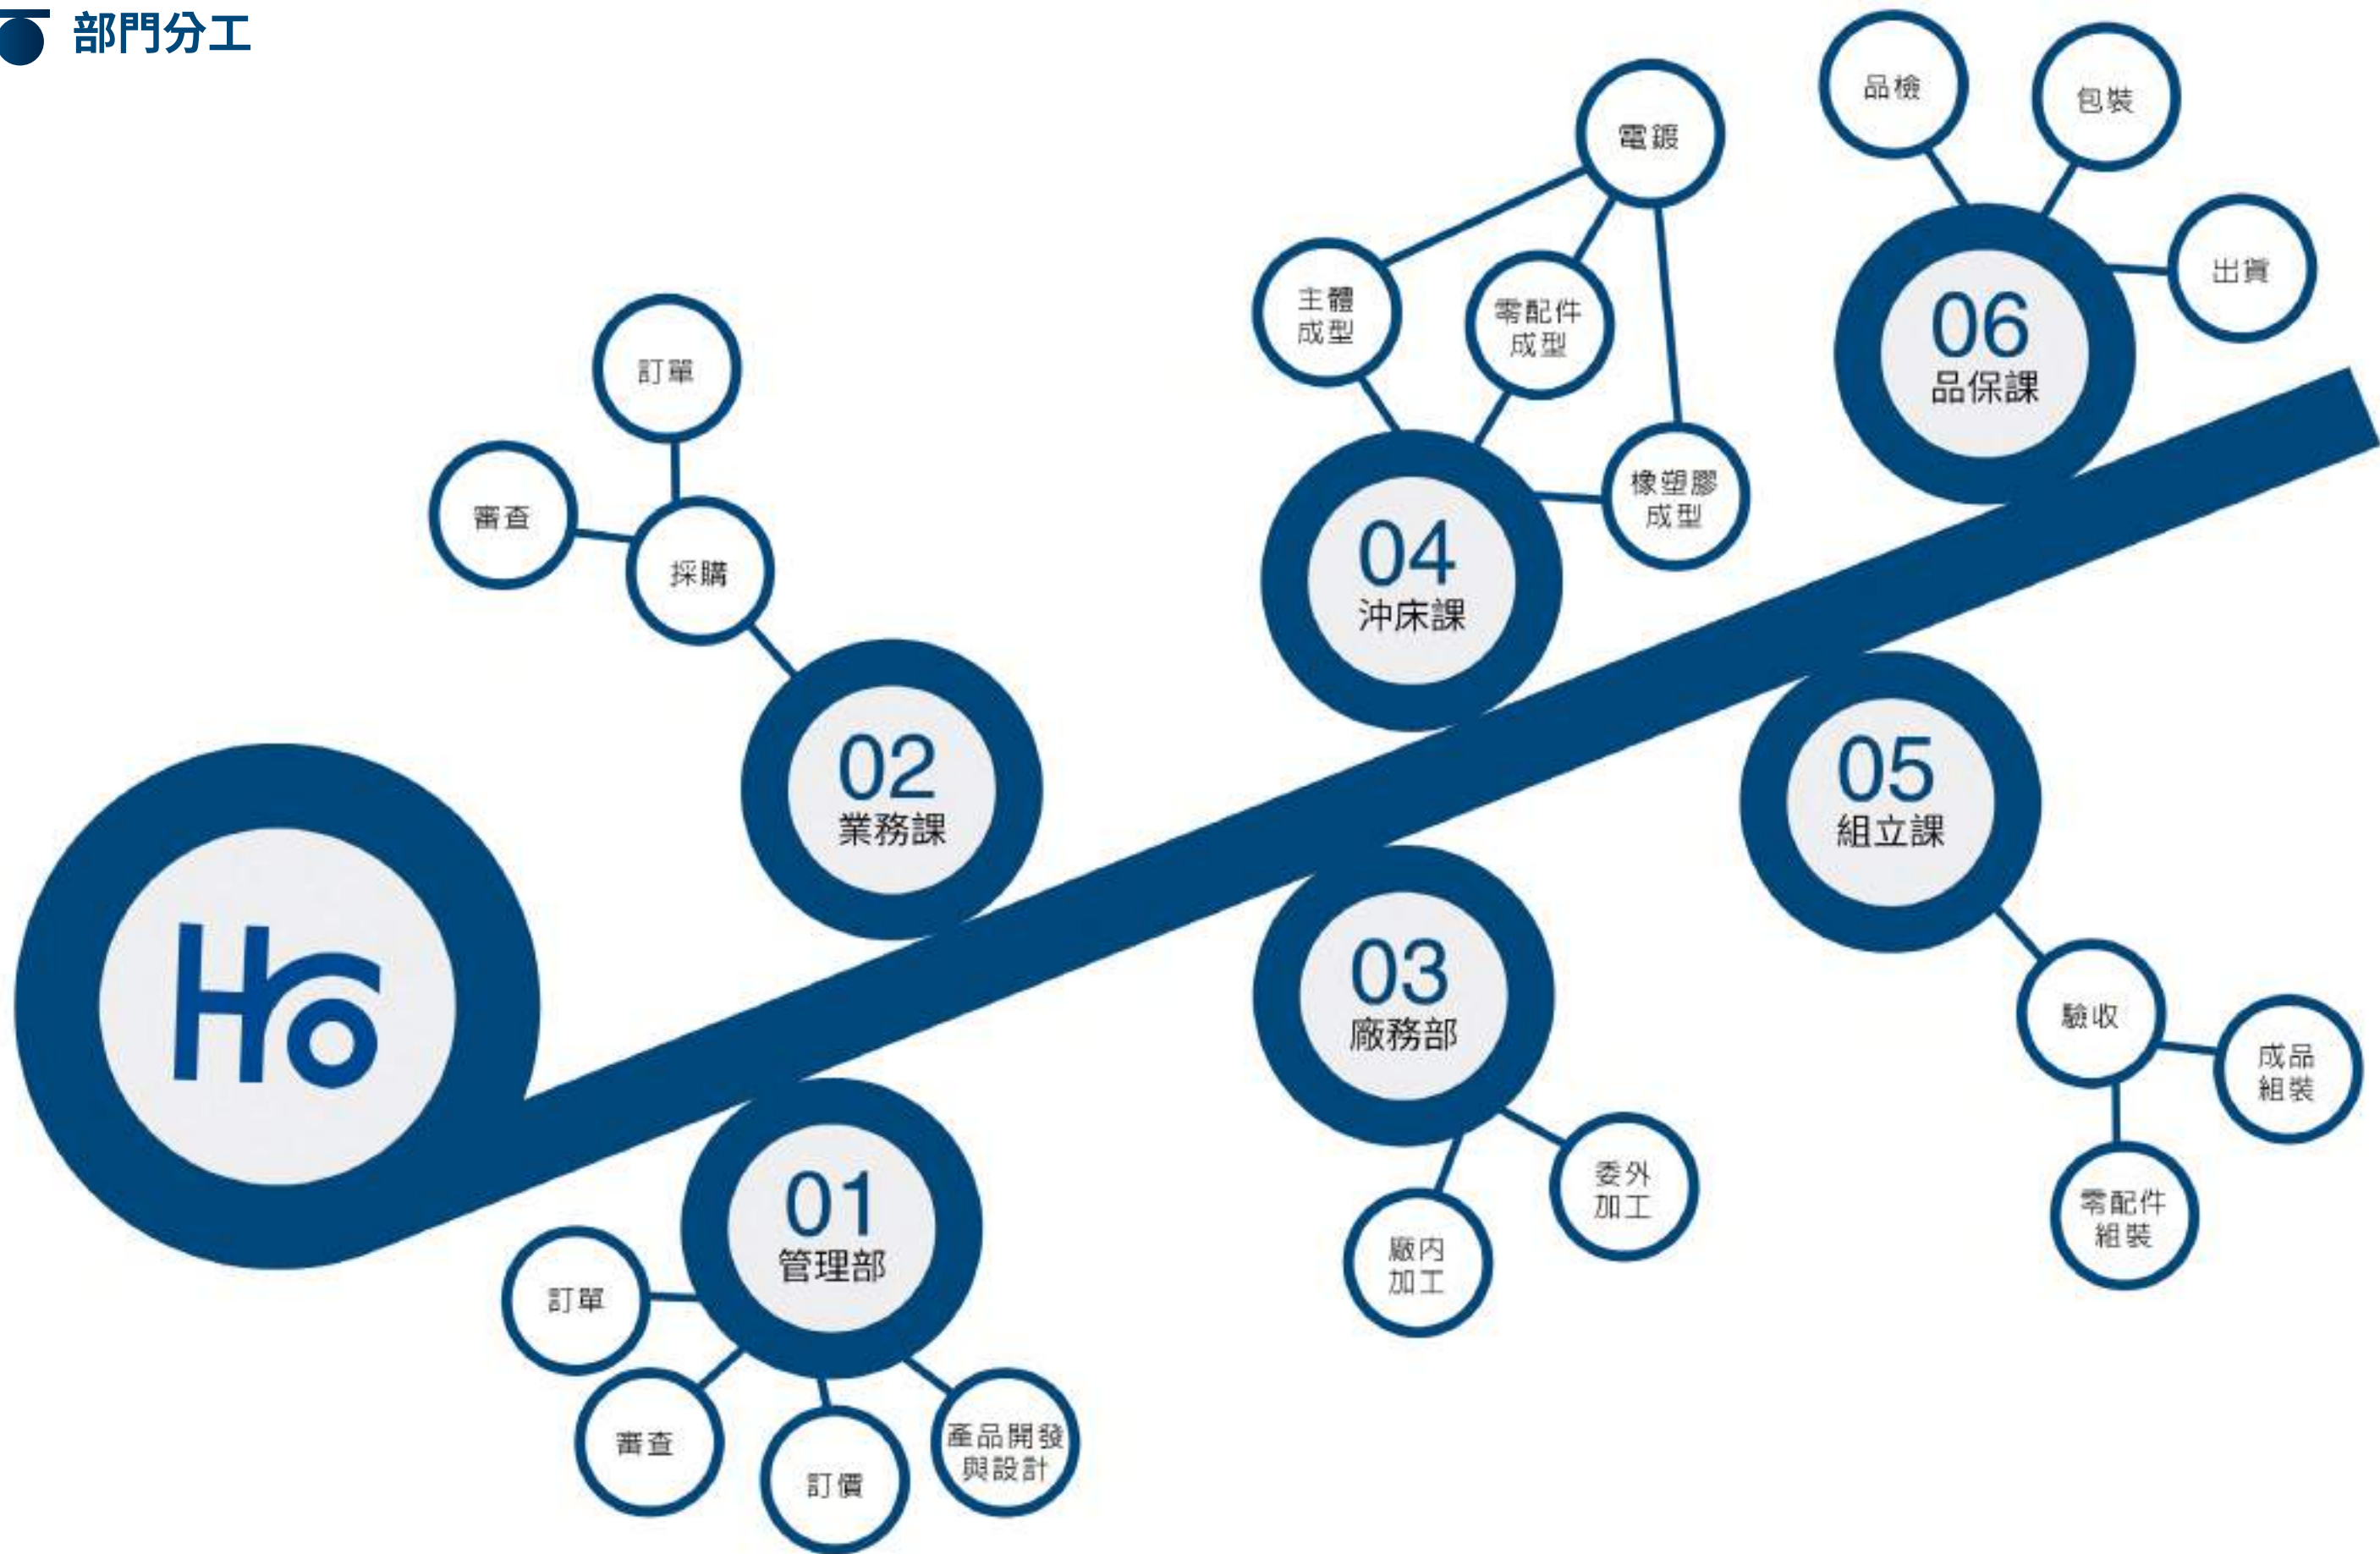 部門分工
品檢
包裝
電鍍
出貨
主體
成型
零配件
成型
06
品保課
訂單
審查
採購
橡塑膠
成型
04
沖床課
02
業務課
05
組立課
Ho
03
廠務部
驗收
成品
組裝
01
管理部
委外
加工
零配件
組裝
廠内
加工
訂單
審查
訂價
產品開發
與設計